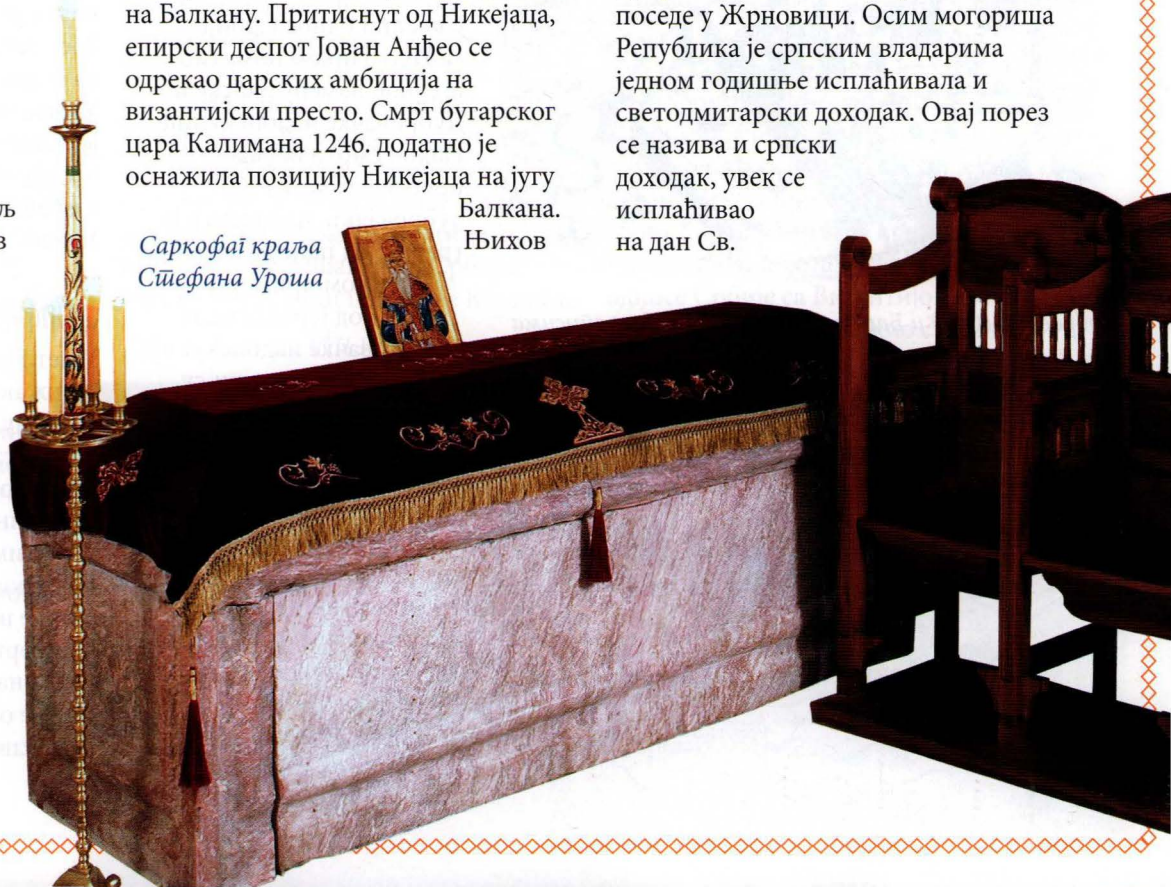 на Балкану. Притиснут од Никејаца,
епирски деспот Јован Анђео се
одрекао царских амбиција на
византијски престо. Смрт бугарског
цара Калимана 1246. додатно је
оснажила позицију Никејаца на југу
Балкана.
Њихов
Саркофаг краља
Стефана Уроша
поседе у Жрновици. Осим могориша
Република је српским владарима
једном годишње исплаћивала и
светодмитарски доходак. Овај порез
се назива и српски
доходак, увек се
исплаћивао
на дан Св.